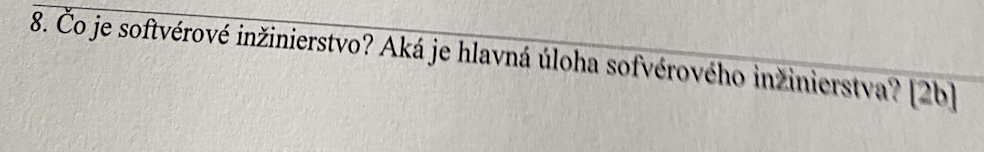 8. Čo je softvérové inžinierstvo? Aká je hlavná úloha sofvérového inžinierstva? [2b]